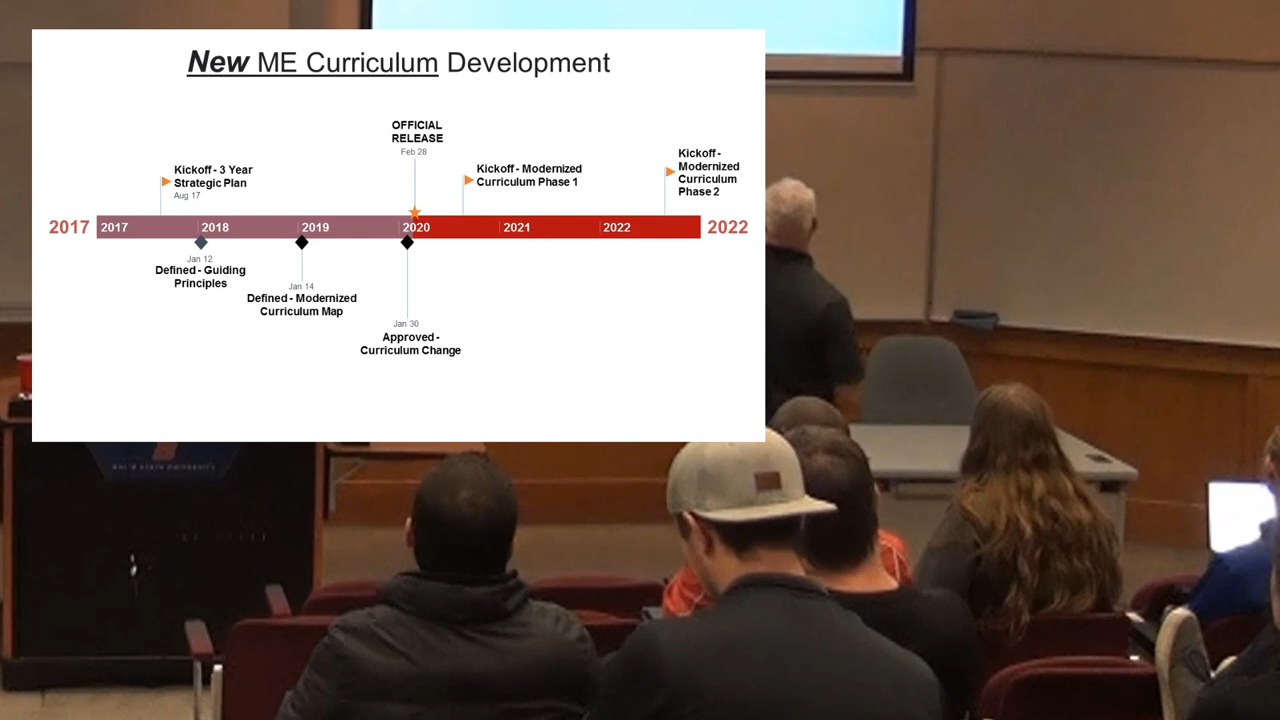 New ME Curriculum Development
OFFICIAL
RELEASE
Feb 28
Kickoff - 3 Year
Strategic Plan
Aug 17
Kickoff - Modernized
Curriculum Phase 1
Kickoff -
Modernized
Curriculum
Phase 2
2017 2017 2018 2019 2020 2021 2022 2022
Jan 12
Defined - Guiding
Principles
Jan 14
Defined - Modernized
Curriculum Map
Jan 30
Approved -
Curriculum Change